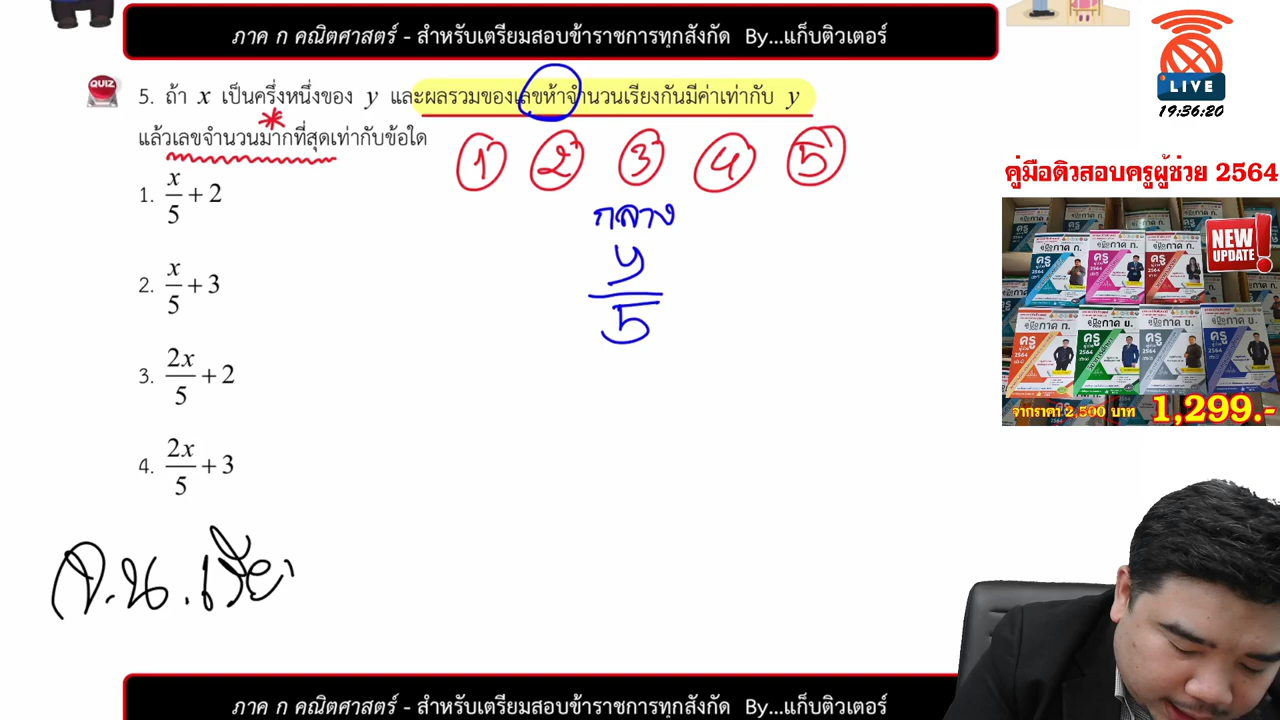 ภาค ก คณิตศาสตร์ - สำหรับเตรียมสอบข้าราชการทุกสังกัด By...แก็บติวเตอร์
LIVE
19:36:20
QUIZ
5. ถ้า x เป็นครึ่งหนึ่งของ y และผลรวมของเลขห้าจำนวนเรียงกันมีค่าเท่ากับ y
แล้วเลขจำนวนมากที่สุดเท่ากับข้อใด
1 2 3 4 5
กลาง
y/5
1. x/5 + 2
2. x/5 + 3
3. 2x/5 + 2
4. 2x/5 + 3
จ.น.เรีย
คู่มือติวสอบครูผู้ช่วย 2564
NEW UPDATE!
จากราคา 2,500 บาท 1,299.-
ภาค ก คณิตศาสตร์ - สำหรับเตรียมสอบข้าราชการทุกสังกัด By...แก็บติวเตอร์